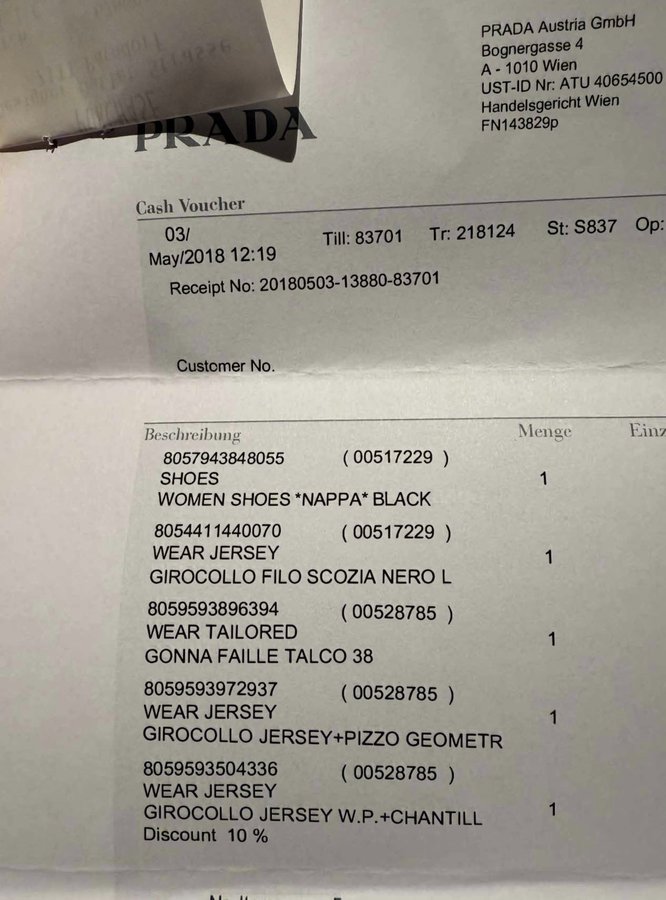 PRADA Austria GmbH
Bognergasse 4
A - 1010 Wien
UST-ID Nr: ATU 40654500
Handelsgericht Wien
FN143829p
PRADA
Cash Voucher
03/
May/2018 12:19 Till: 83701 Tr: 218124 St: S837 Op:
Receipt No: 20180503-13880-83701
Customer No.
Beschreibung Menge Einz
8057943848055 ( 00517229 )
SHOES 1
WOMEN SHOES *NAPPA* BLACK
8054411440070 ( 00517229 )
WEAR JERSEY 1
GIROCOLLO FILO SCOZIA NERO L
8059593896394 ( 00528785 )
WEAR TAILORED 1
GONNA FAILLE TALCO 38
8059593972937 ( 00528785 )
WEAR JERSEY 1
GIROCOLLO JERSEY+PIZZO GEOMETR
8059593504336 ( 00528785 )
WEAR JERSEY
GIROCOLLO JERSEY W.P.+CHANTILL 1
Discount 10 %